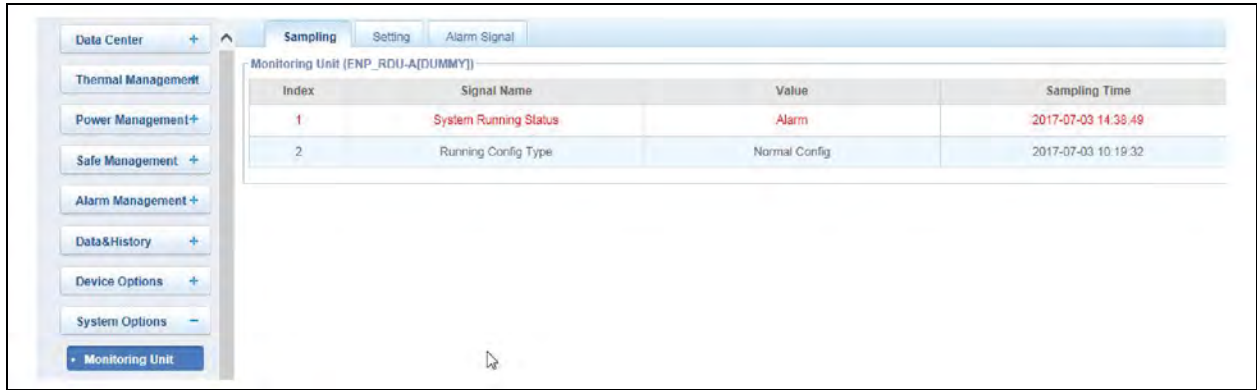 Data Center +
Thermal Management +
Power Management +
Safe Management +
Alarm Management +
Data&History +
Device Options +
System Options −
• Monitoring Unit
Sampling Setting Alarm Signal
Monitoring Unit (ENP_RDU-A[DUMMY])
Index Signal Name Value Sampling Time
1 System Running Status Alarm 2017-07-03 14:38:49
2 Running Config Type Normal Config 2017-07-03 10:19:32